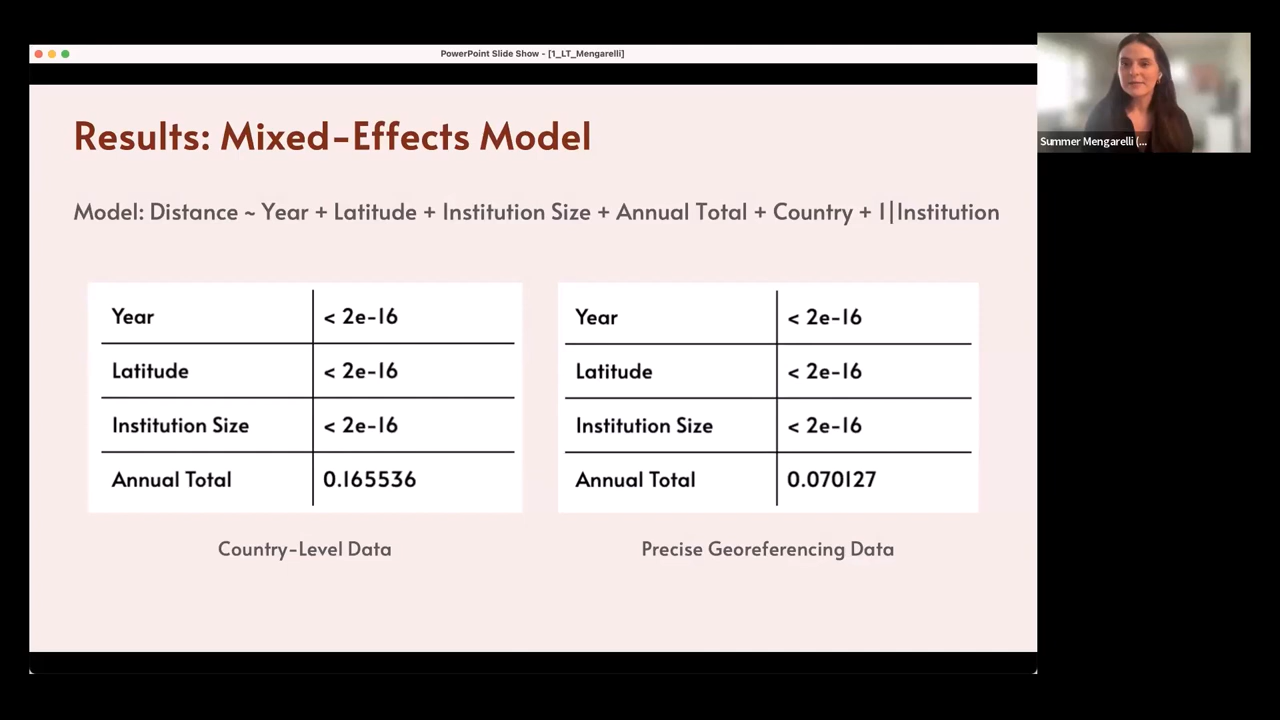 PowerPoint Slide Show - [1_LT_Mengarelli]
Summer Mengarelli (...
Results: Mixed-Effects Model
Model: Distance ~ Year + Latitude + Institution Size + Annual Total + Country + 1|Institution
Year < 2e-16
Latitude < 2e-16
Institution Size < 2e-16
Annual Total 0.165536
Country-Level Data
Year < 2e-16
Latitude < 2e-16
Institution Size < 2e-16
Annual Total 0.070127
Precise Georeferencing Data